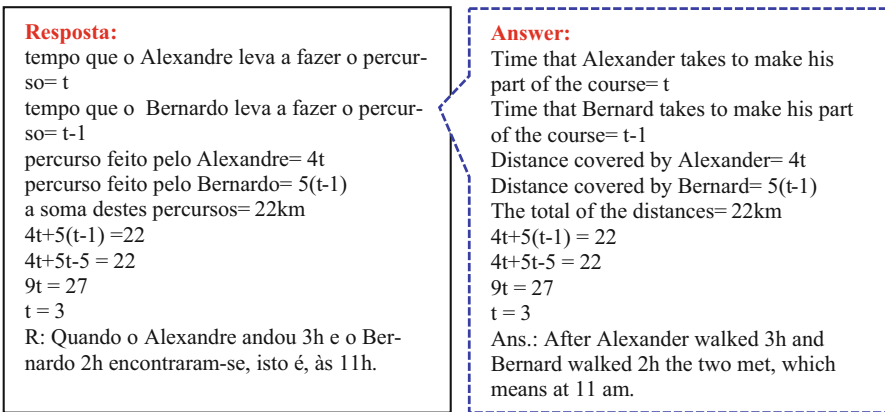 Resposta:
tempo que o Alexandre leva a fazer o percur-
so= t
tempo que o  Bernardo leva a fazer o percur-
so= t-1
percurso feito pelo Alexandre= 4t
percurso feito pelo Bernardo= 5(t-1)
a soma destes percursos= 22km
4t+5(t-1) =22
4t+5t-5 = 22
9t = 27
t = 3
R: Quando o Alexandre andou 3h e o Ber-
nardo 2h encontraram-se, isto é, às 11h.
Answer:
Time that Alexander takes to make his
part of the course= t
Time that Bernard takes to make his part
of the course= t-1
Distance covered by Alexander= 4t
Distance covered by Bernard= 5(t-1)
The total of the distances= 22km
4t+5(t-1) = 22
4t+5t-5 = 22
9t = 27
t = 3
Ans.: After Alexander walked 3h and
Bernard walked 2h the two met, which
means at 11 am.